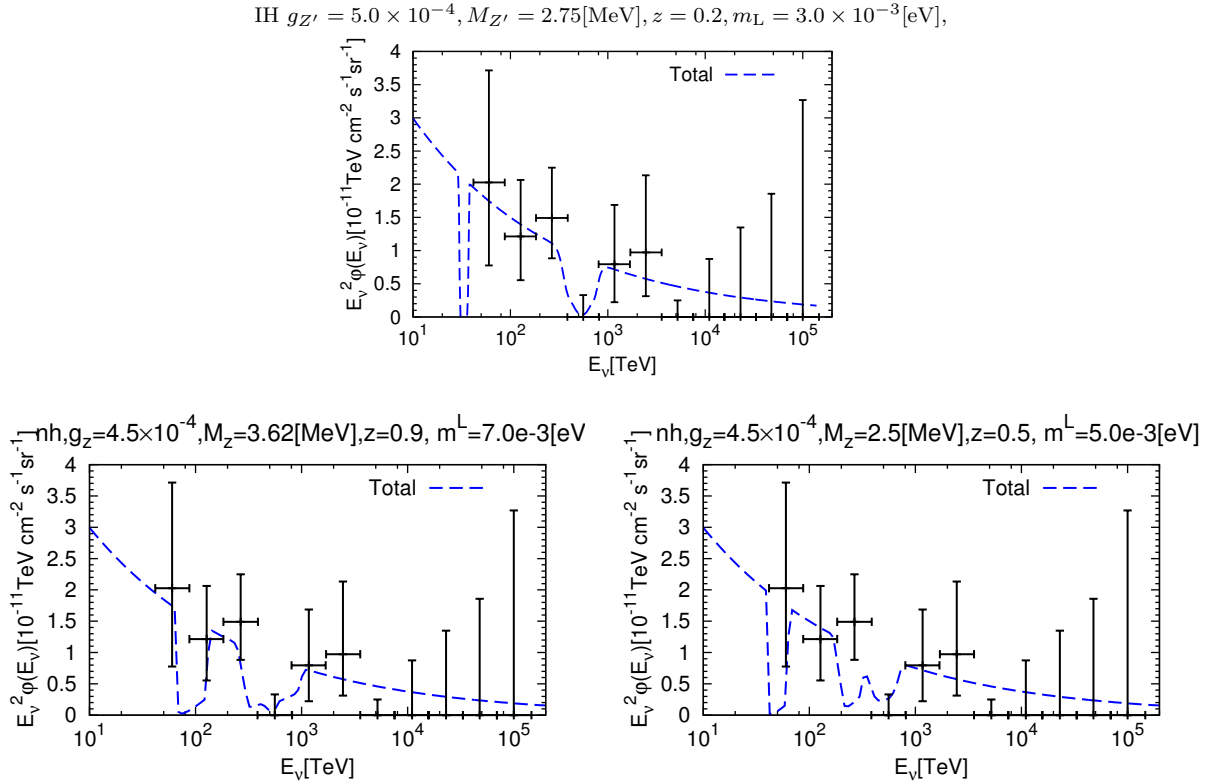 IH g_{Z′} = 5.0 × 10^{−4}, M_{Z′} = 2.75[MeV], z = 0.2, m_L = 3.0 × 10^{−3}[eV],
E_ν^2φ(E_ν)[10^{-11}TeV cm^{-2} s^{-1}sr^{-1}]
4
3.5
3
2.5
2
1.5
1
0.5
0
Total
10^1 10^2 10^3 10^4 10^5
E_ν[TeV]
nh,g_z=4.5×10^{-4},M_z=3.62[MeV],z=0.9, m^L=7.0e-3[eV
E_ν^2φ(E_ν)[10^{-11}TeV cm^{-2} s^{-1}sr^{-1}]
4
3.5
3
2.5
2
1.5
1
0.5
0
Total
10^1 10^2 10^3 10^4 10^5
E_ν[TeV]
nh,g_z=4.5×10^{-4},M_z=2.5[MeV],z=0.5, m^L=5.0e-3[eV]
E_ν^2φ(E_ν)[10^{-11}TeV cm^{-2} s^{-1}sr^{-1}]
4
3.5
3
2.5
2
1.5
1
0.5
0
Total
10^1 10^2 10^3 10^4 10^5
E_ν[TeV]